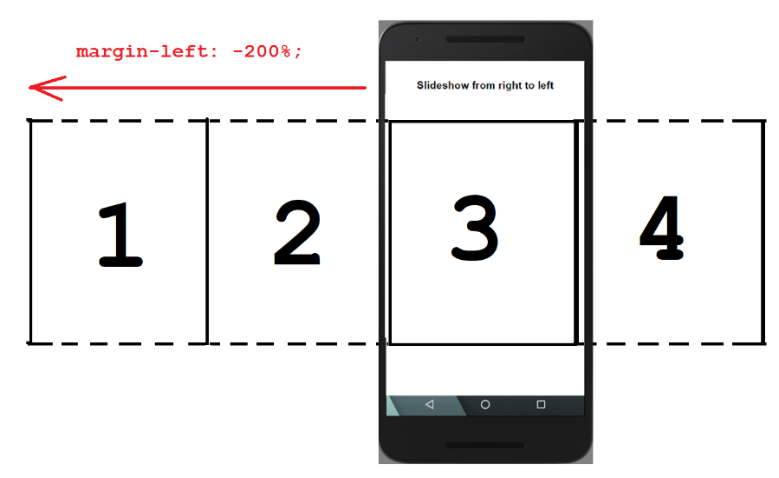 margin-left: -200%;
Slideshow from right to left
1 2 3 4